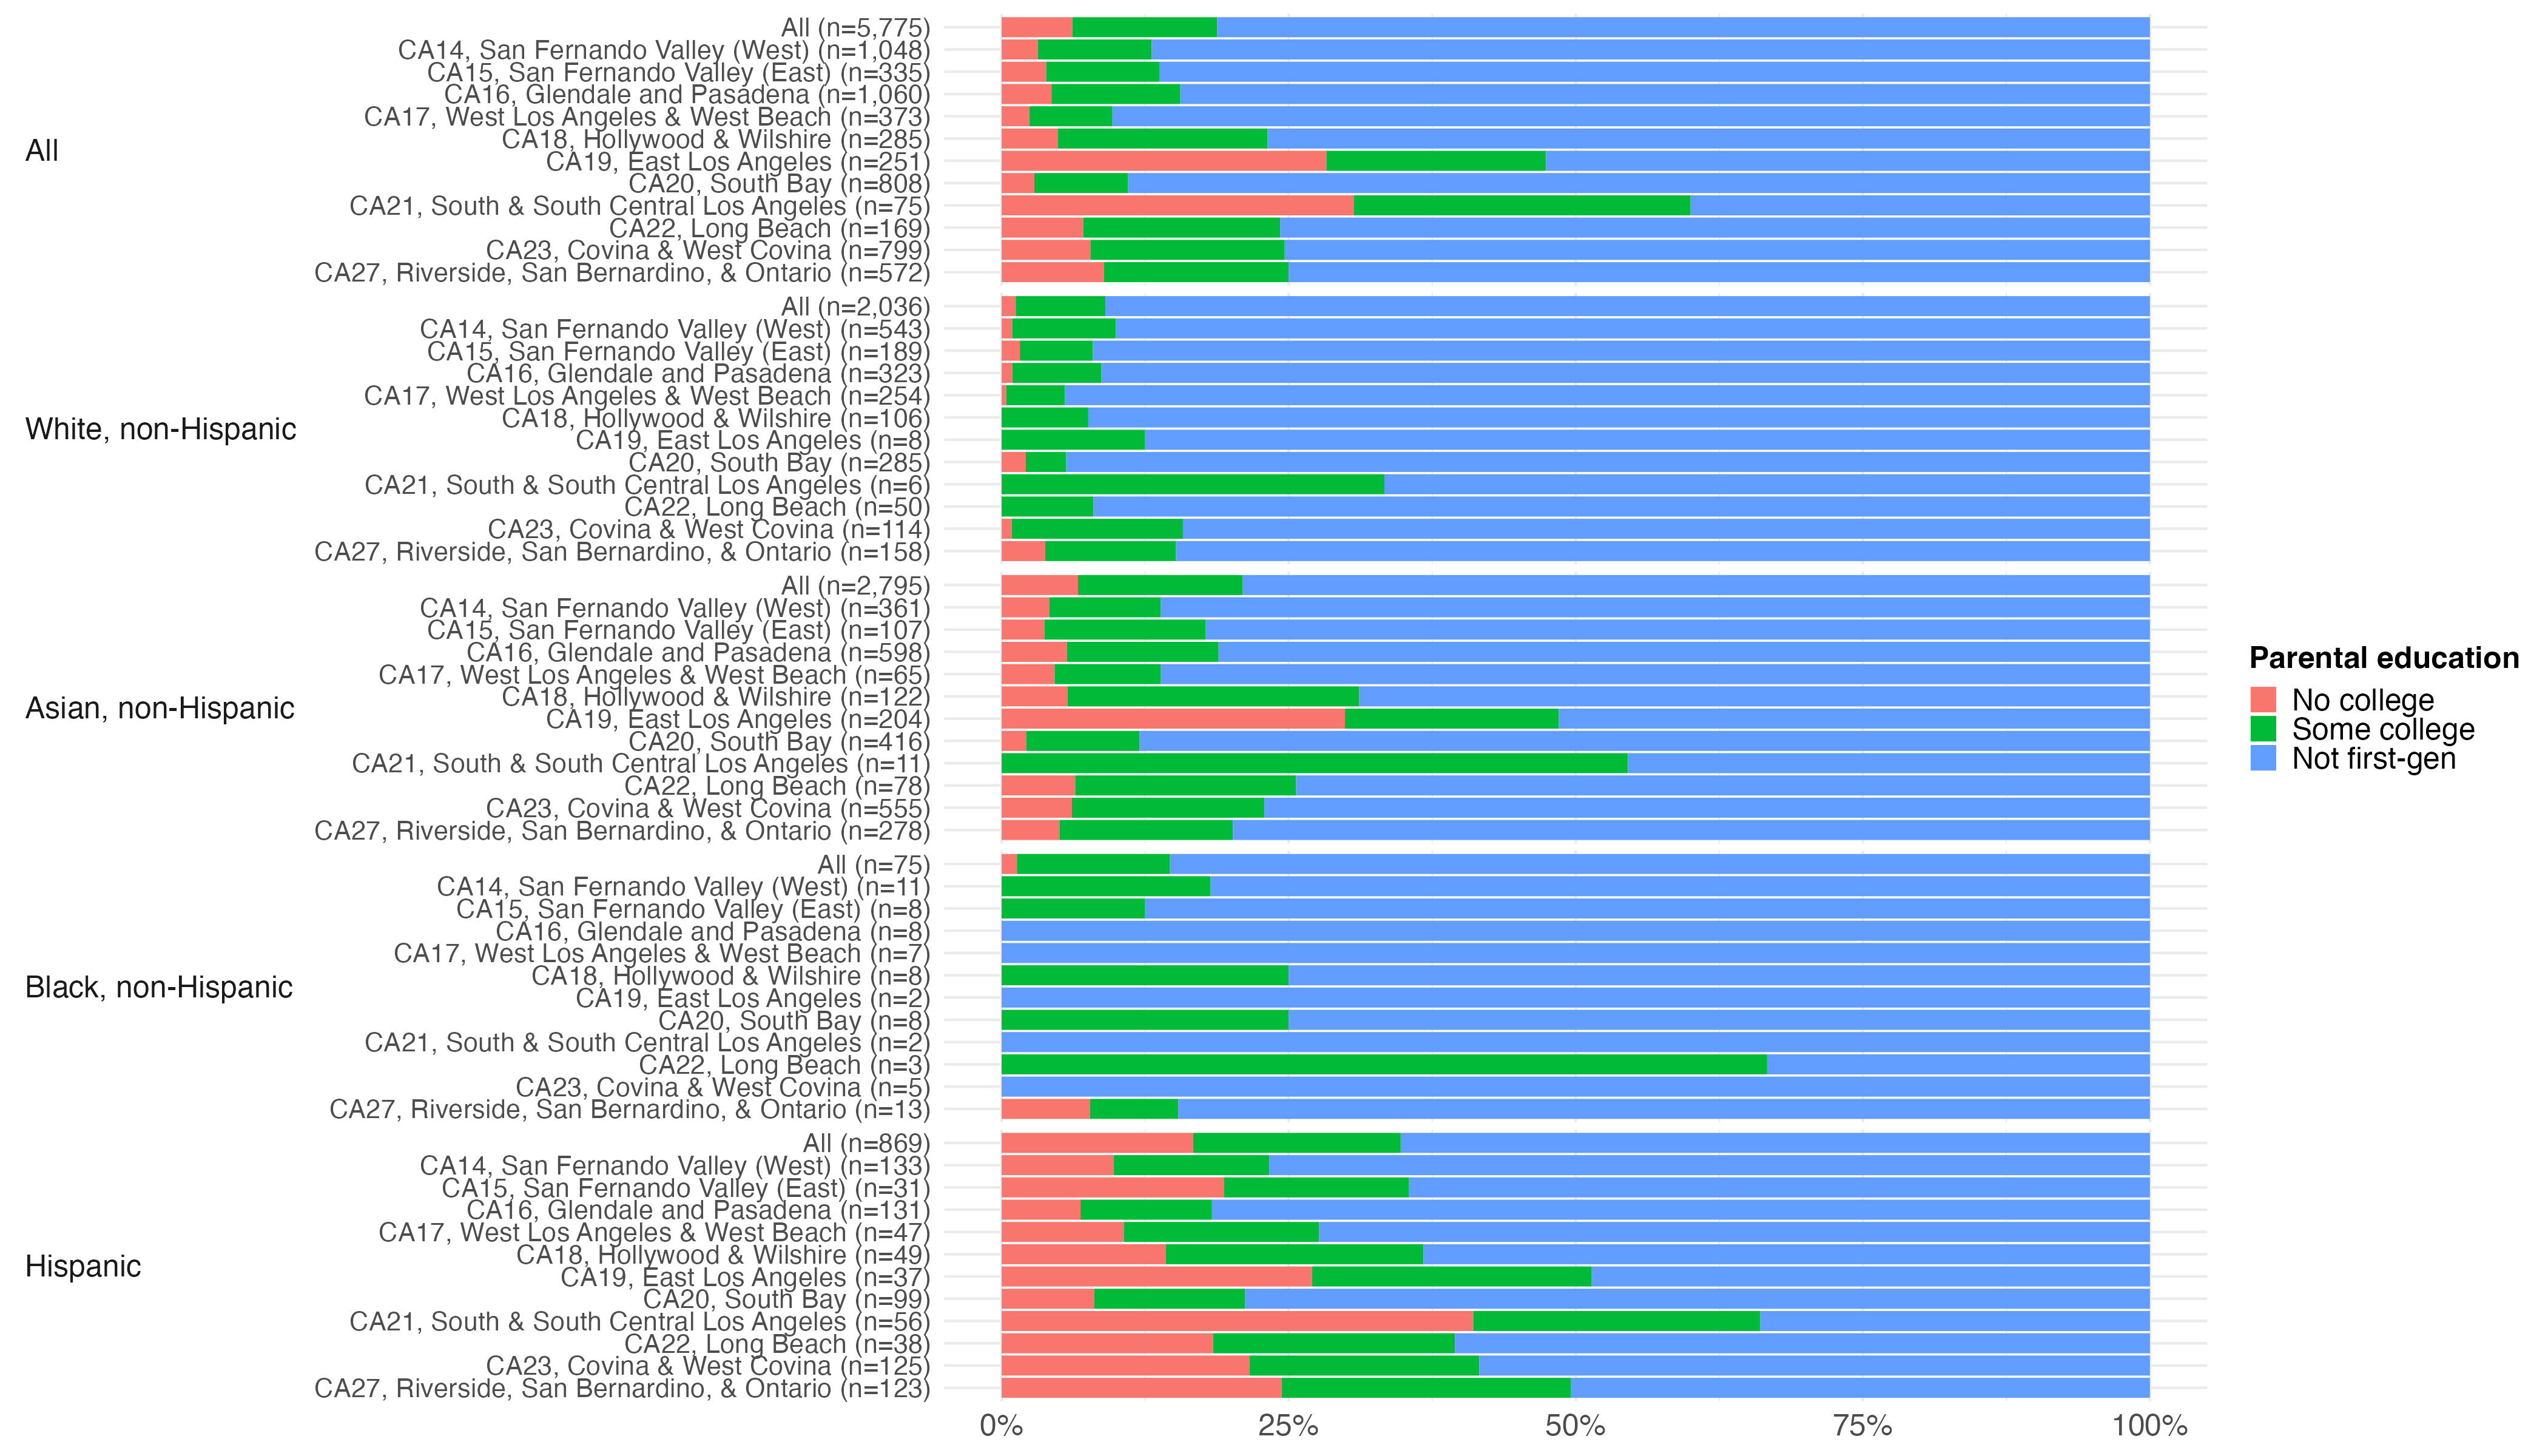 All
All (n=5,775)
CA14, San Fernando Valley (West) (n=1,048)
CA15, San Fernando Valley (East) (n=335)
CA16, Glendale and Pasadena (n=1,060)
CA17, West Los Angeles & West Beach (n=373)
CA18, Hollywood & Wilshire (n=285)
CA19, East Los Angeles (n=251)
CA20, South Bay (n=808)
CA21, South & South Central Los Angeles (n=75)
CA22, Long Beach (n=169)
CA23, Covina & West Covina (n=799)
CA27, Riverside, San Bernardino, & Ontario (n=572)
White, non-Hispanic
All (n=2,036)
CA14, San Fernando Valley (West) (n=543)
CA15, San Fernando Valley (East) (n=189)
CA16, Glendale and Pasadena (n=323)
CA17, West Los Angeles & West Beach (n=254)
CA18, Hollywood & Wilshire (n=106)
CA19, East Los Angeles (n=8)
CA20, South Bay (n=285)
CA21, South & South Central Los Angeles (n=6)
CA22, Long Beach (n=50)
CA23, Covina & West Covina (n=114)
CA27, Riverside, San Bernardino, & Ontario (n=158)
Asian, non-Hispanic
All (n=2,795)
CA14, San Fernando Valley (West) (n=361)
CA15, San Fernando Valley (East) (n=107)
CA16, Glendale and Pasadena (n=598)
CA17, West Los Angeles & West Beach (n=65)
CA18, Hollywood & Wilshire (n=122)
CA19, East Los Angeles (n=204)
CA20, South Bay (n=416)
CA21, South & South Central Los Angeles (n=11)
CA22, Long Beach (n=78)
CA23, Covina & West Covina (n=555)
CA27, Riverside, San Bernardino, & Ontario (n=278)
Black, non-Hispanic
All (n=75)
CA14, San Fernando Valley (West) (n=11)
CA15, San Fernando Valley (East) (n=8)
CA16, Glendale and Pasadena (n=8)
CA17, West Los Angeles & West Beach (n=7)
CA18, Hollywood & Wilshire (n=8)
CA19, East Los Angeles (n=2)
CA20, South Bay (n=8)
CA21, South & South Central Los Angeles (n=2)
CA22, Long Beach (n=3)
CA23, Covina & West Covina (n=5)
CA27, Riverside, San Bernardino, & Ontario (n=13)
Hispanic
All (n=869)
CA14, San Fernando Valley (West) (n=133)
CA15, San Fernando Valley (East) (n=31)
CA16, Glendale and Pasadena (n=131)
CA17, West Los Angeles & West Beach (n=47)
CA18, Hollywood & Wilshire (n=49)
CA19, East Los Angeles (n=37)
CA20, South Bay (n=99)
CA21, South & South Central Los Angeles (n=56)
CA22, Long Beach (n=38)
CA23, Covina & West Covina (n=125)
CA27, Riverside, San Bernardino, & Ontario (n=123)
0% 25% 50% 75% 100%
Parental education
No college
Some college
Not first-gen